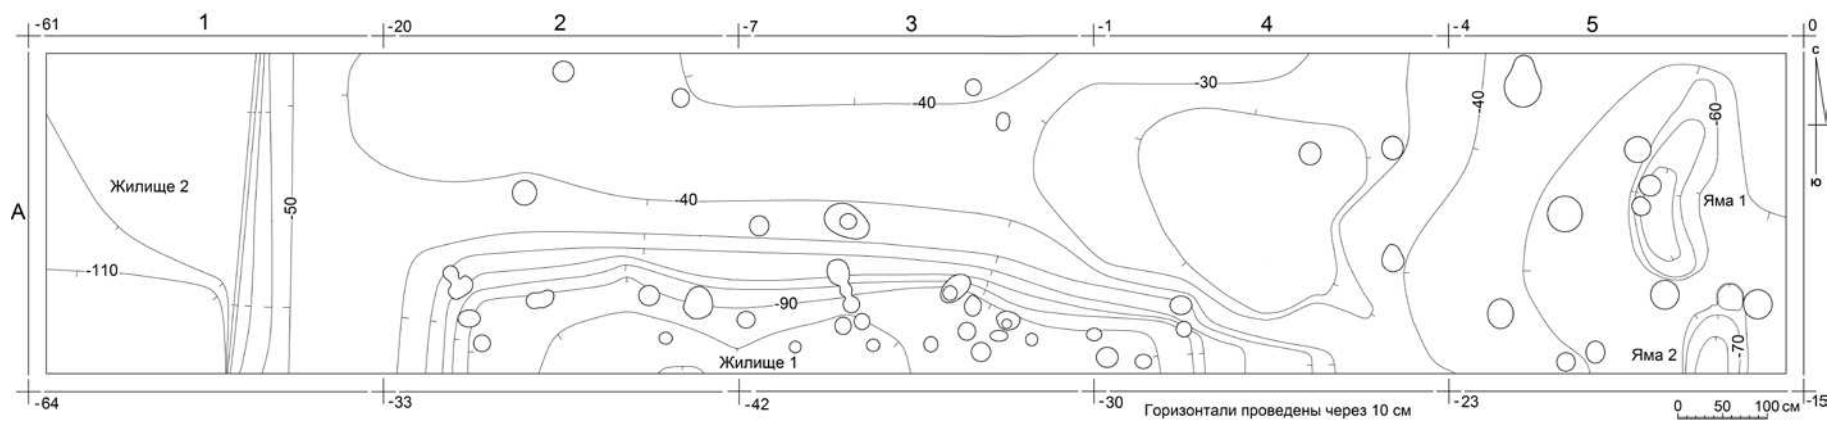 -61 1 -20 2 -7 3 -1 4 -4 5 0
с
-30
-40
-40
-60
Жилище 2
ю
-50
-40
Яма 1
А
-110
-90
-70
Жилище 1
Яма 2
-64 -33 -42 -30 -23 -15
Горизонтали проведены через 10 см
0 50 100 см